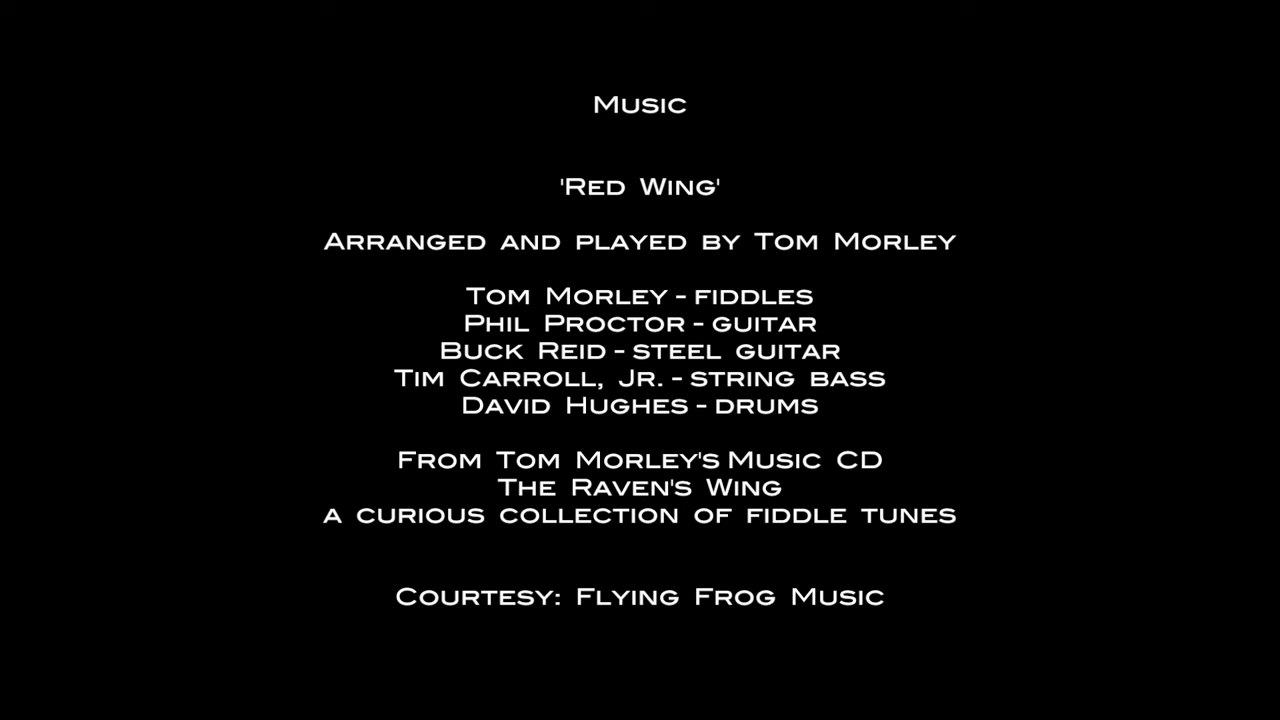 Music
'Red Wing'
Arranged and played by Tom Morley
Tom Morley - fiddles
Phil Proctor - guitar
Buck Reid - steel guitar
Tim Carroll, Jr. - string bass
David Hughes - drums
From Tom Morley's Music CD
The Raven's Wing
a curious collection of fiddle tunes
Courtesy: Flying Frog Music